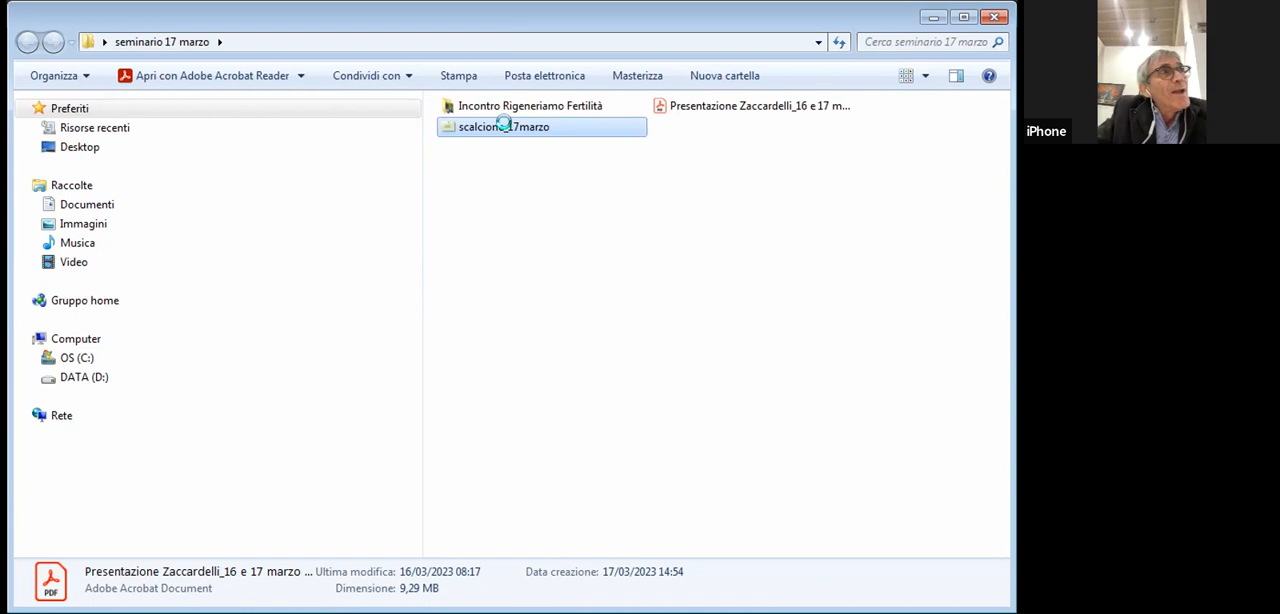 seminario 17 marzo
Cerca seminario 17 marzo
Organizza
Apri con Adobe Acrobat Reader
Condividi con
Stampa
Posta elettronica
Masterizza
Nuova cartella
Preferiti
Risorse recenti
Desktop
Raccolte
Documenti
Immagini
Musica
Video
Gruppo home
Computer
OS (C:)
DATA (D:)
Rete
Incontro Rigeneriamo Fertilità
Presentazione Zaccardelli_16 e 17 m...
scalcione_17marzo
Presentazione Zaccardelli_16 e 17 marzo ... Ultima modifica: 16/03/2023 08:17 Data creazione: 17/03/2023 14:54
Adobe Acrobat Document Dimensione: 9,29 MB
PDF
iPhone